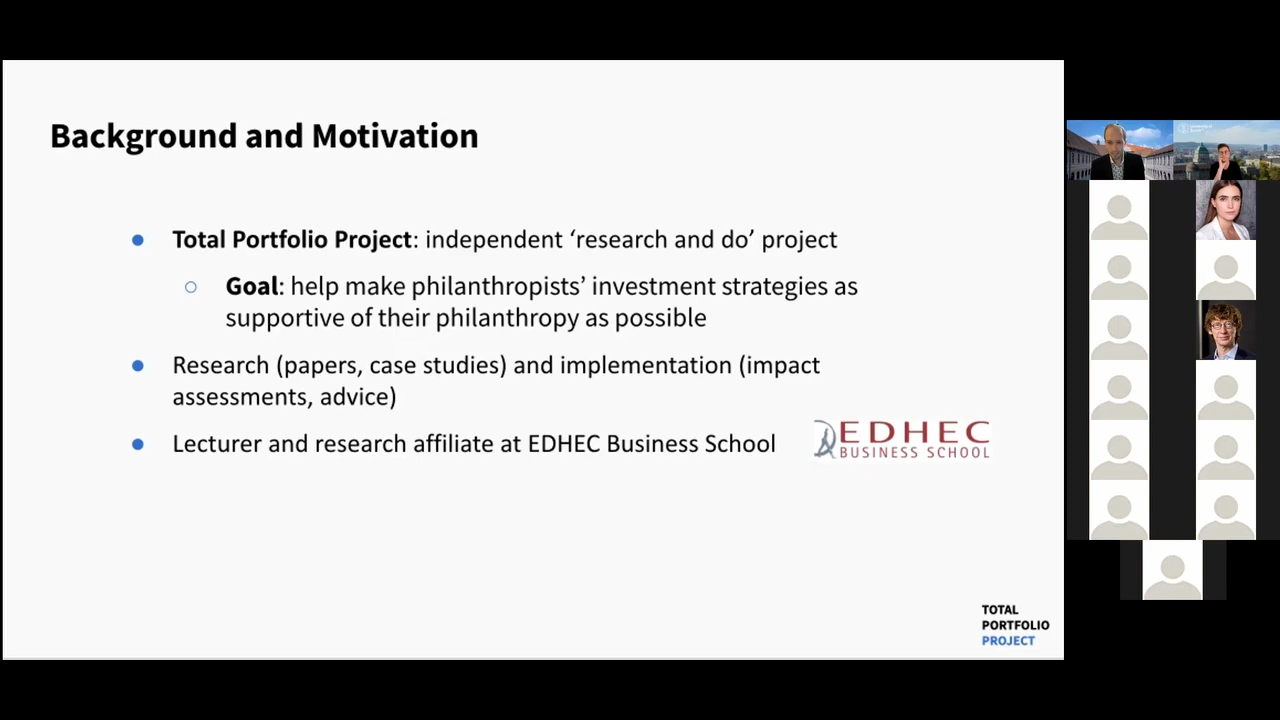 Background and Motivation
● Total Portfolio Project: independent ‘research and do’ project
○ Goal: help make philanthropists’ investment strategies as
supportive of their philanthropy as possible
● Research (papers, case studies) and implementation (impact
assessments, advice)
● Lecturer and research affiliate at EDHEC Business School
EDHEC
BUSINESS SCHOOL
TOTAL
PORTFOLIO
PROJECT